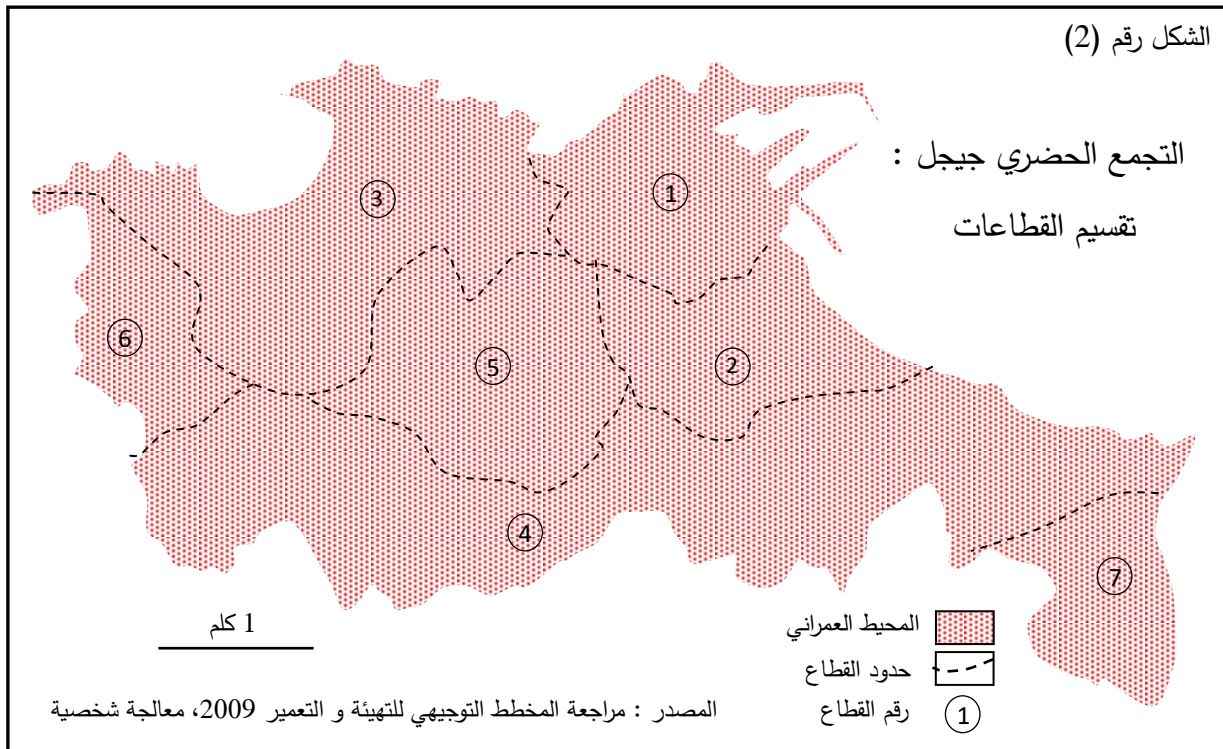 الشكل رقم (2)
التجمع الحضري جيجل :
تقسيم القطاعات
1
3
6
5
2
4
7
1 كلم
المحيط العمراني
حدود القطاع
رقم القطاع 1
المصدر : مراجعة المخطط التوجيهي للتهيئة و التعمير 2009، معالجة شخصية